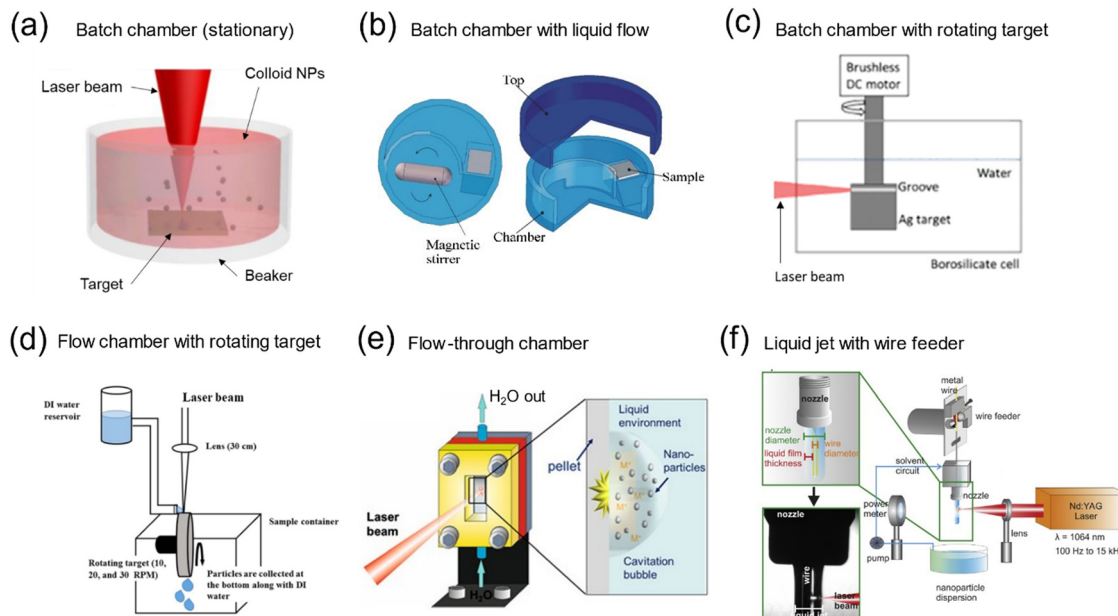 (a) Batch chamber (stationary)
Laser beam
Colloid NPs
Target
Beaker
(b) Batch chamber with liquid flow
Top
Sample
Chamber
Magnetic
stirrer
(c) Batch chamber with rotating target
Brushless
DC motor
Water
Groove
Ag target
Laser beam
Borosilicate cell
(d) Flow chamber with rotating target
DI water
reservoir
Laser beam
Lens (30 cm)
Sample container
Rotating target (10,
20, and 30 RPM)
Particles are collected
at the bottom along with DI
water
(e) Flow-through chamber
H₂O out
Liquid
environment
pellet
Nano-
particles
M⁺
M⁺
M⁺
M⁺
Laser
beam
Cavitation
bubble
H₂O
(f) Liquid jet with wire feeder
nozzle
nozzle
diameter
wire
diameter
liquid film
thickness
metal
wire
wire feeder
solvent
circuit
nozzle
power
meter
lens
pump
Nd:YAG
Laser
λ = 1064 nm
100 Hz to 15 kH
nanoparticle
dispersion
nozzle
wire
laser
beam
liquid jet